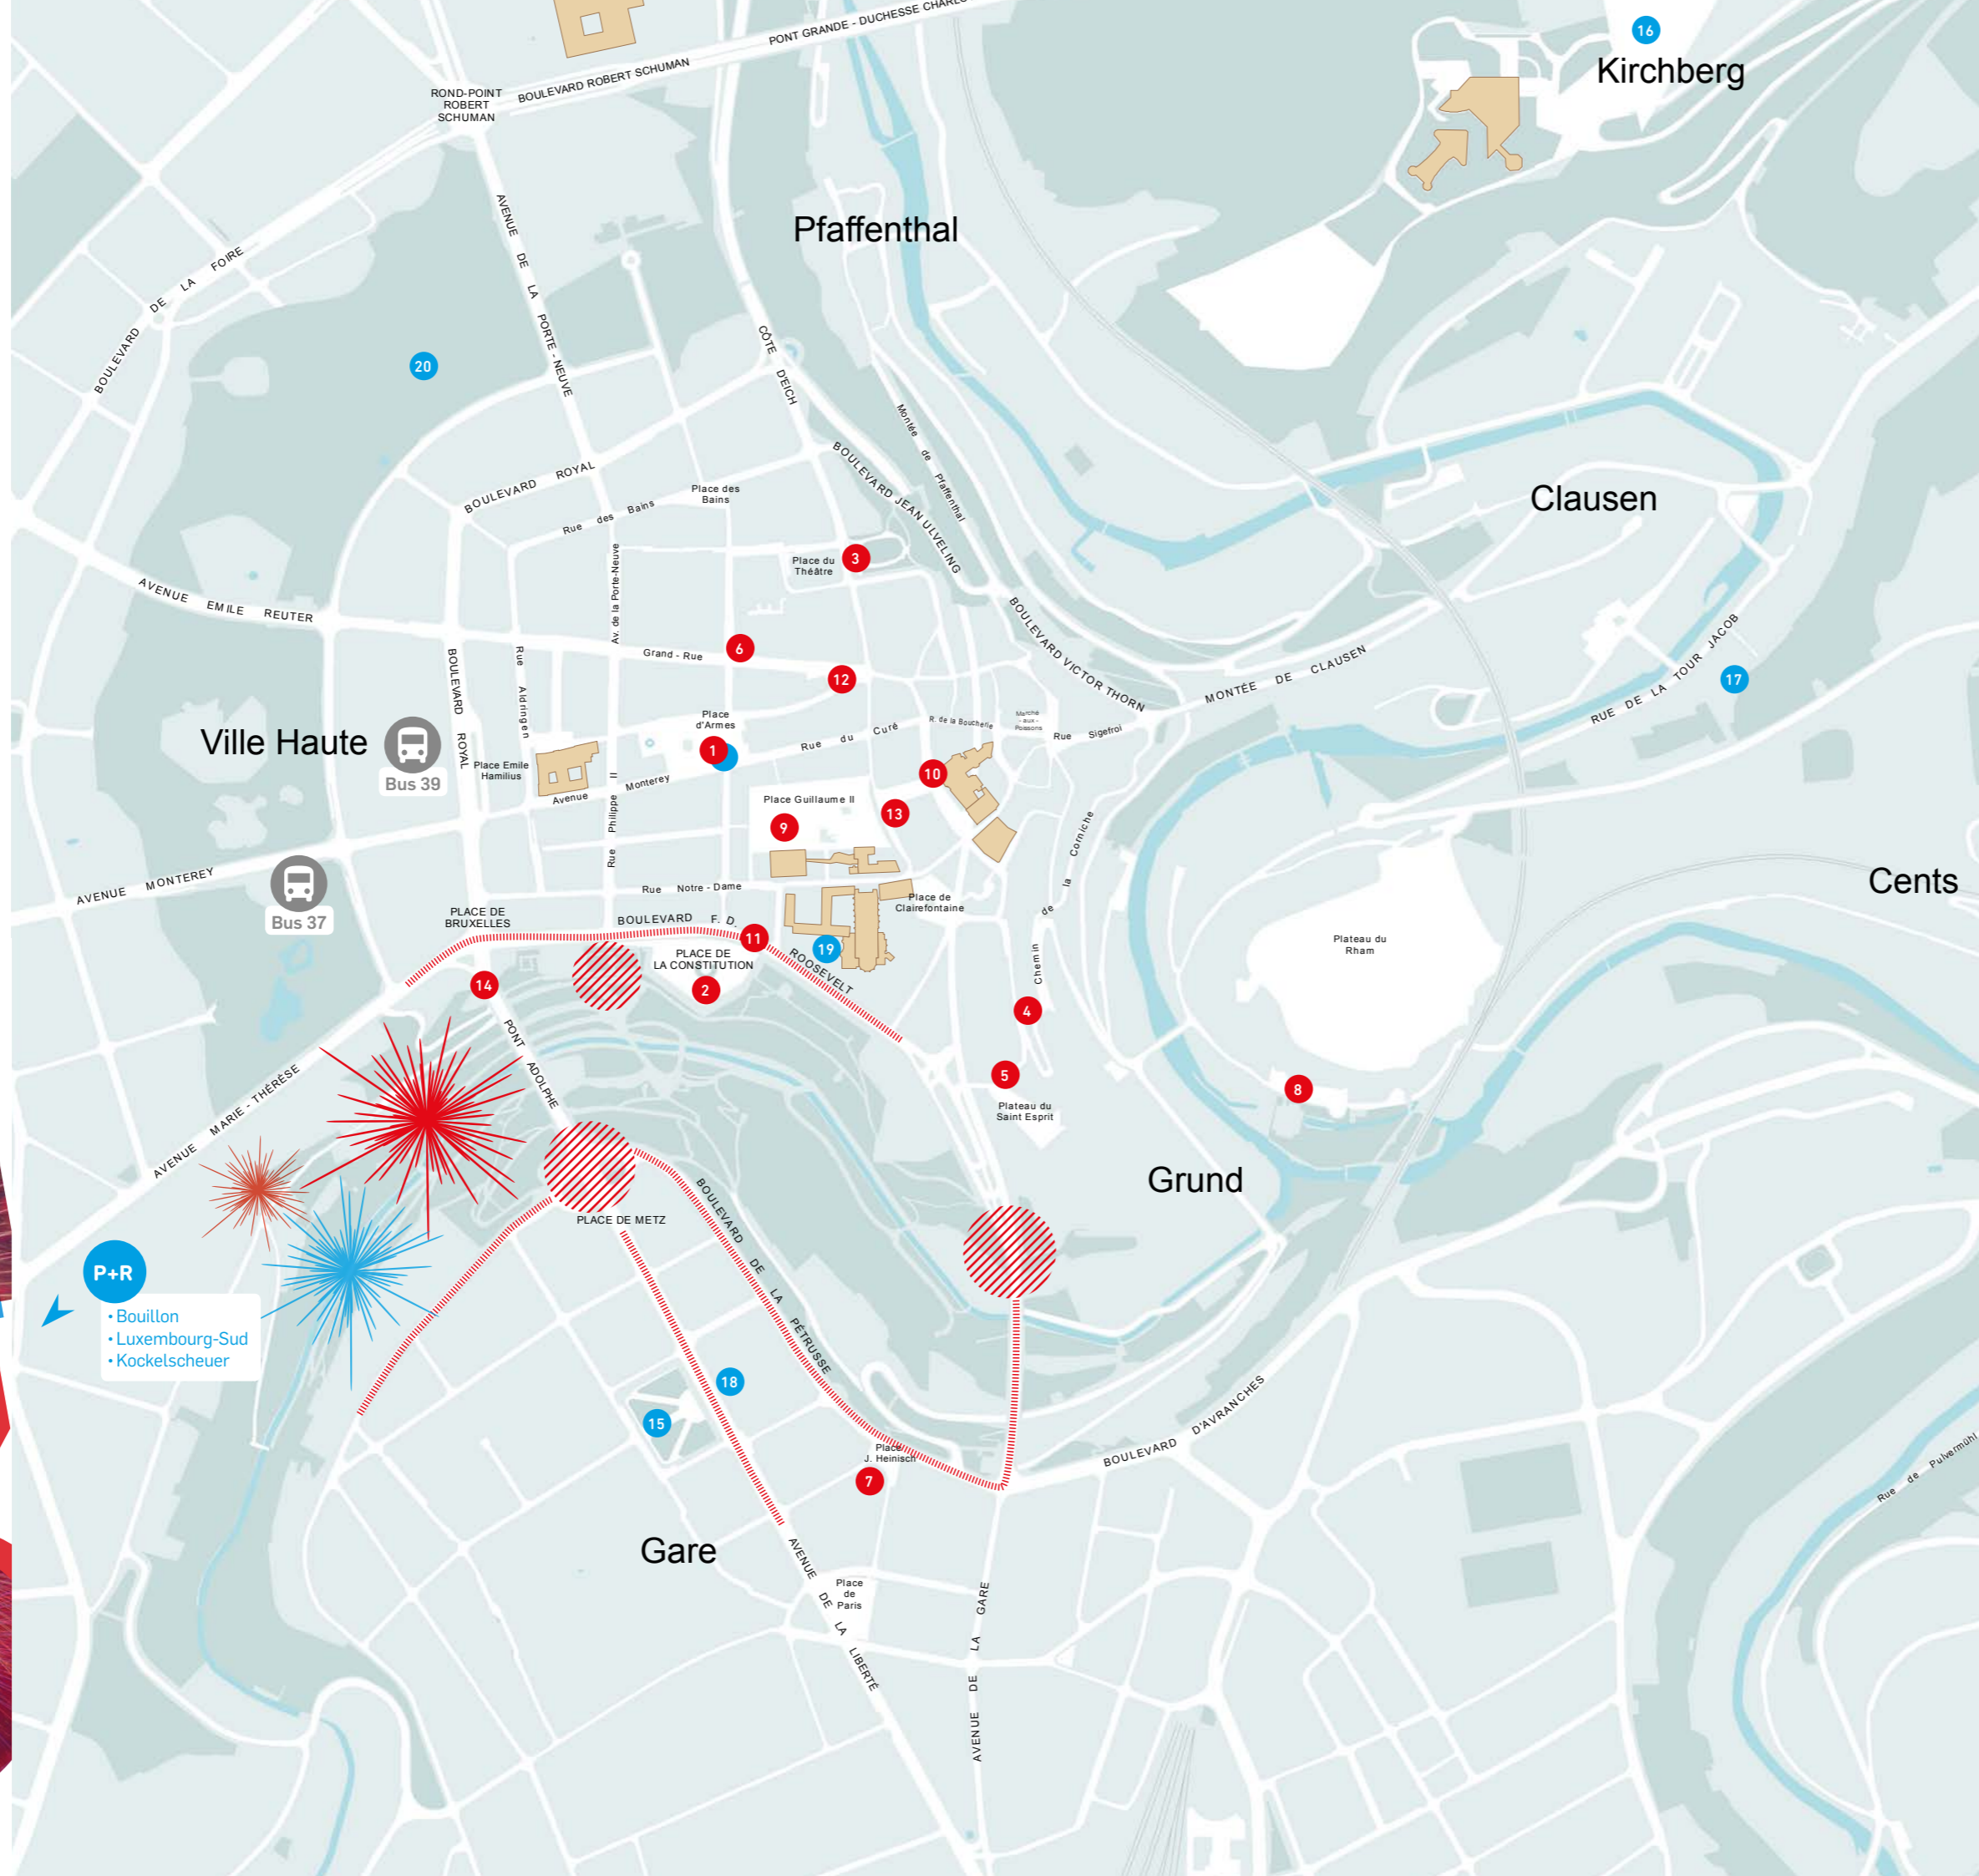 PONT GRANDE - DUCHESSE
BOULEVARD ROBERT SCHUMAN
ROND-POINT
ROBERT
SCHUMAN
16
Kirchberg
Pfaffenthal
AVENUE DE LA PORTE - NEUVE
BOULEVARD DE LA FOIRE
CÔTE D'EICH
20
Montée de Pfaffenthal
BOULEVARD JEAN ULVELING
BOULEVARD ROYAL
Place des
Bains
Rue des Bains
Clausen
Place du
Théâtre
3
AVENUE EMILE REUTER
Av. de la Porte-Neuve
BOULEVARD VICTOR THORN
Grand - Rue
6
12
MONTÉE DE CLAUSEN
RUE DE LA TOUR JACOB
17
BOULEVARD ROYAL
Rue Aldringen
Place
d'Armes
1
Rue du Curé
R. de la Boucherie
Marché
- aux -
Poissons
Rue Sigefroi
Ville Haute
Bus 39
Place Emile
Hamilius
Avenue Monterey
10
Place Guillaume II
13
9
Rue Philippe II
Chemin de la Corniche
AVENUE MONTEREY
Bus 37
Rue Notre - Dame
Place de
Clairefontaine
Cents
PLACE DE
BRUXELLES
BOULEVARD F. D. ROOSEVELT
11
19
PLACE DE
LA CONSTITUTION
2
14
Plateau du
Rham
4
PONT ADOLPHE
5
Plateau du
Saint Esprit
8
AVENUE MARIE - THÉRÈSE
Grund
PLACE DE METZ
BOULEVARD DE LA PÉTRUSSE
P+R
• Bouillon
• Luxembourg-Sud
• Kockelscheuer
18
15
BOULEVARD D'AVRANCHES
Place
J. Heinisch
7
Rue de Pulvermühl
Gare
AVENUE DE LA LIBERTÉ
Place
de
Paris
AVENUE DE LA GARE